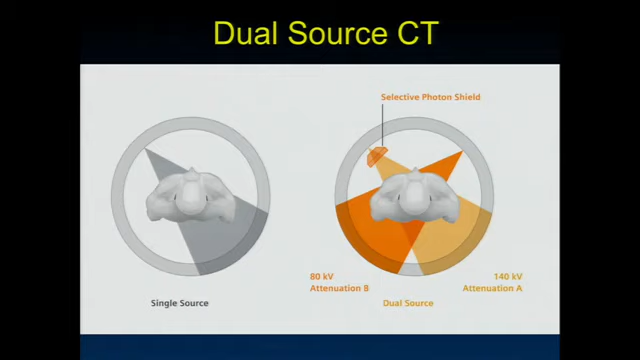 Dual Source CT
Selective Photon Shield
80 kV
Attenuation B
140 kV
Attenuation A
Single Source
Dual Source